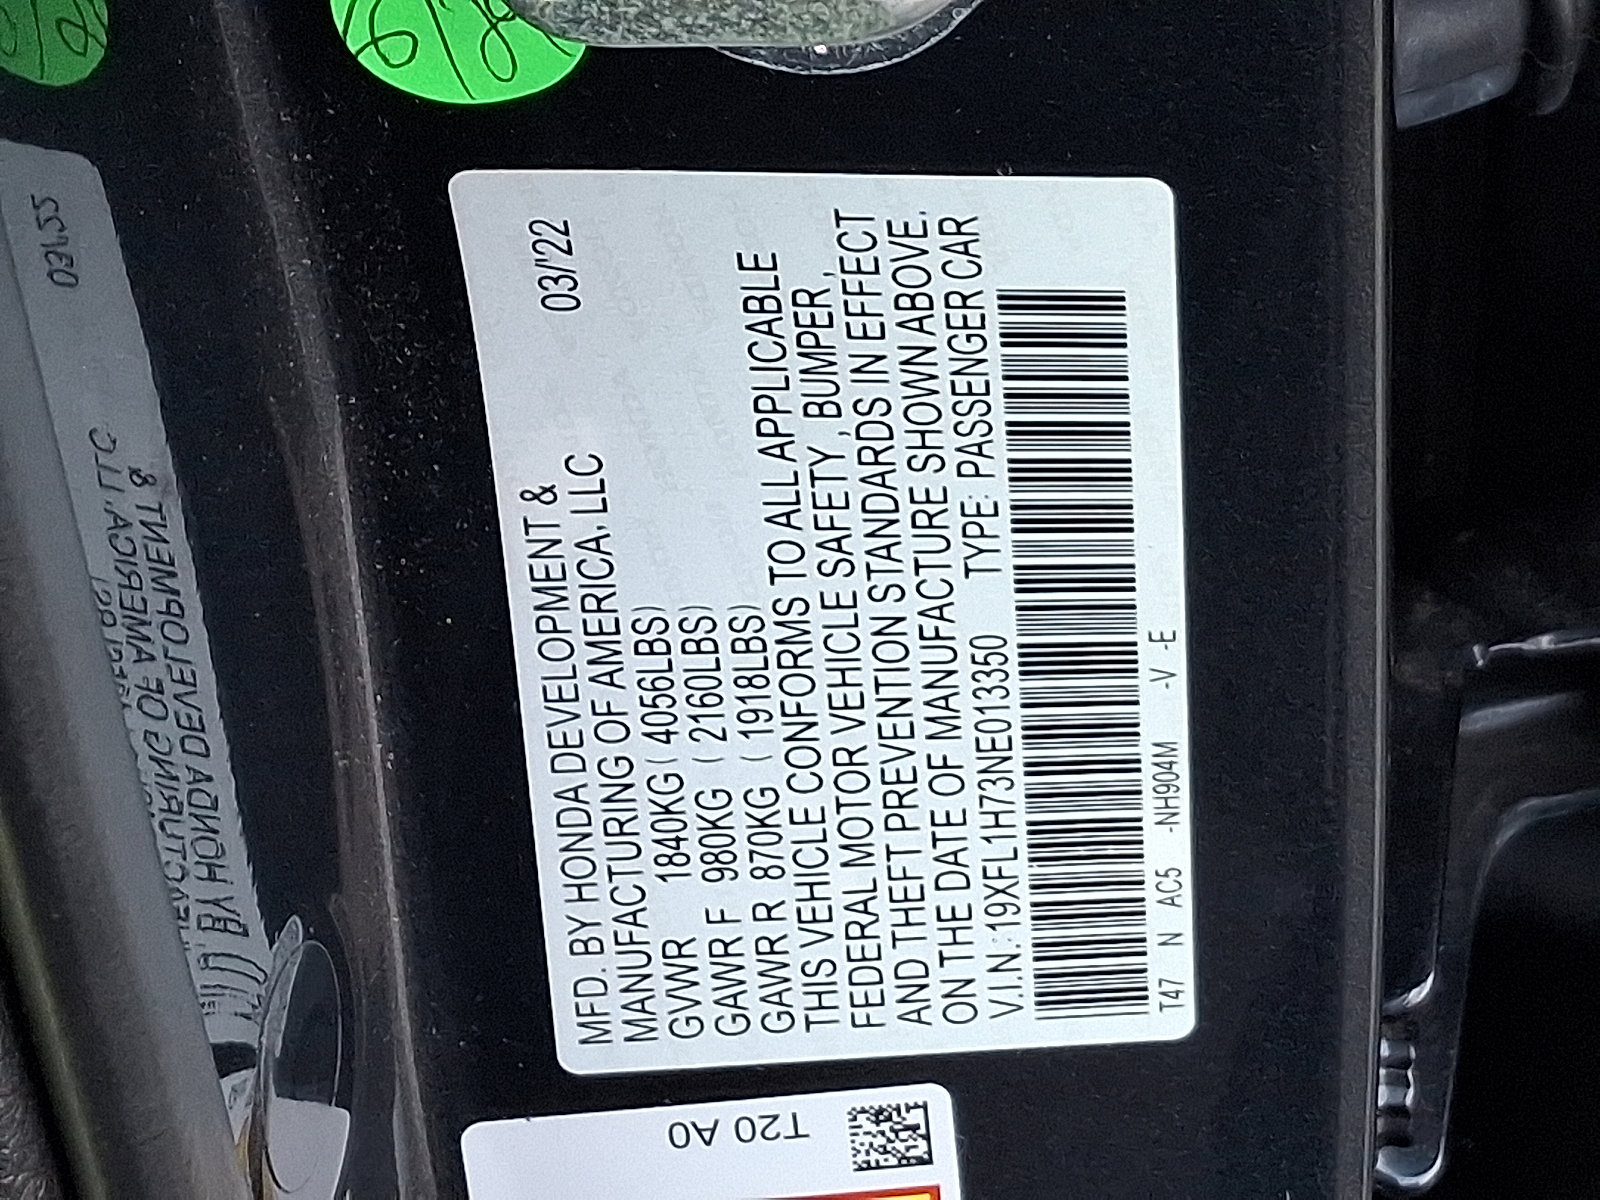 MFD. BY HONDA DEVELOPMENT & 03/'22
MANUFACTURING OF AMERICA, LLC
GVWR 1840KG ( 4056LBS)
GAWR F 980KG ( 2160LBS)
GAWR R 870KG ( 1918LBS)
THIS VEHICLE CONFORMS TO ALL APPLICABLE
FEDERAL MOTOR VEHICLE SAFETY, BUMPER,
AND THEFT PREVENTION STANDARDS IN EFFECT
ON THE DATE OF MANUFACTURE SHOWN ABOVE.
V.I.N.:19XFL1H73NE013350 TYPE: PASSENGER CAR
T47 N AC5 -NH904M -V -E
T20 A0